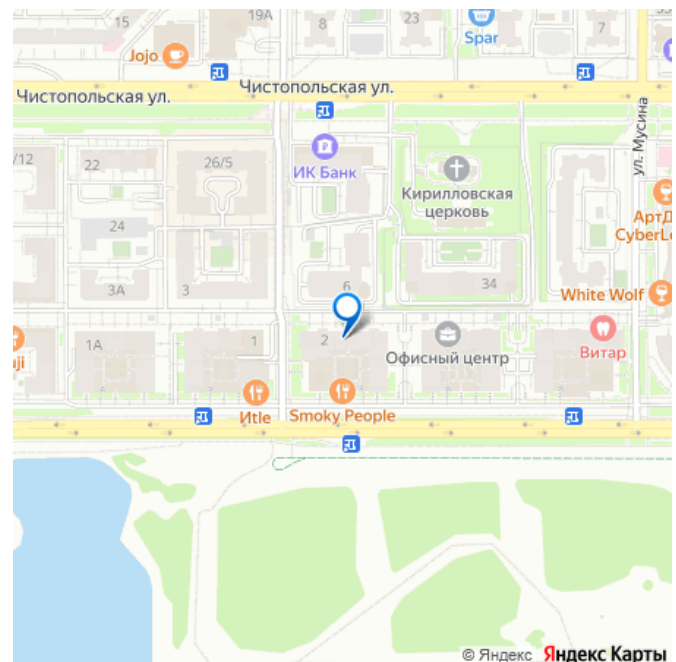 15
19А
8
23
Spar
7
Jojo
Чистопольская ул.
Чистопольская ул.
ул. Мусина
/12
22
26/5
ИК Банк
Кирилловская
церковь
24
3А
3
6
34
White Wolf
1А
1
2
Офисный центр
Витар
Итle
Smoky People
© Яндекс Яндекс Карты